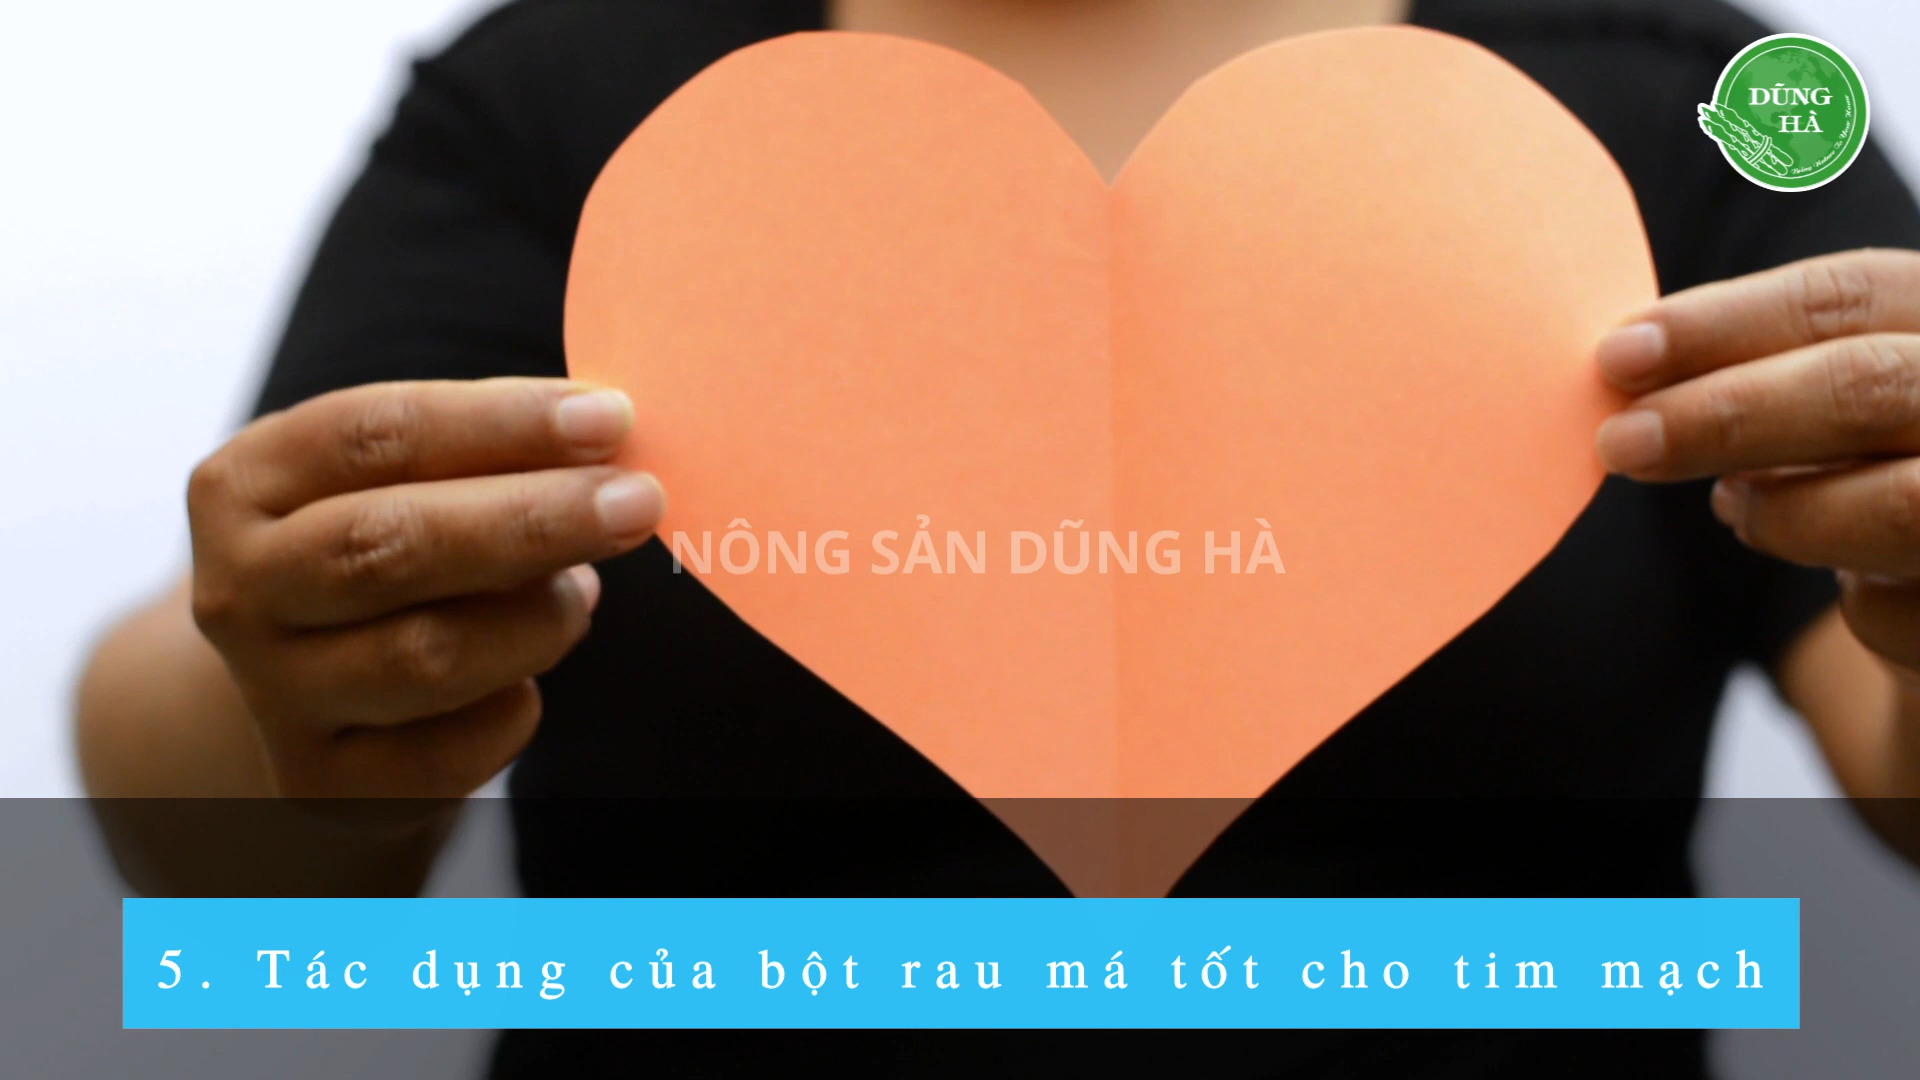 DŨNG
HÀ
NÔNG SẢN DŨNG HÀ
5. Tác dụng của bột rau má tốt cho tim mạch